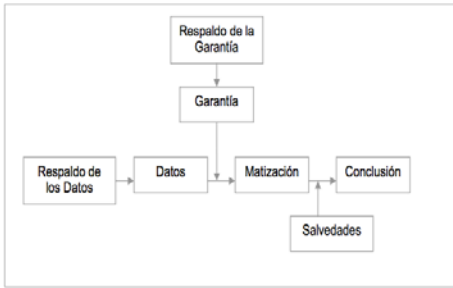 Respaldo de la
Garantía
Garantía
Respaldo de
los Datos
Datos
Matización
Conclusión
Salvedades